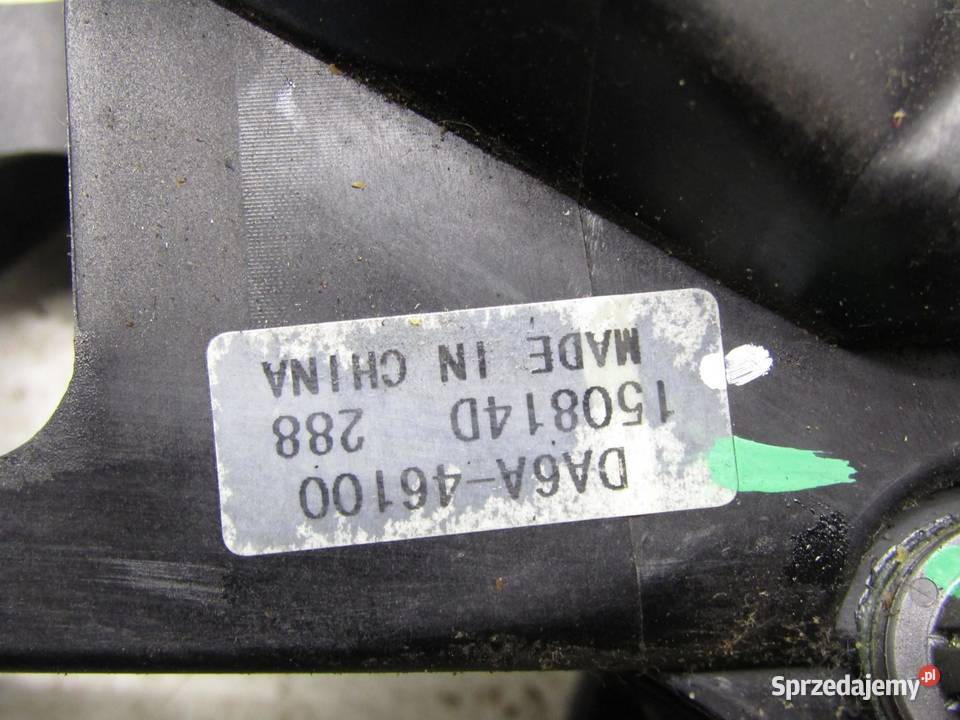 DA6A-46100
150814D 288
MADE IN CHINA
Sprzedajemy.pl